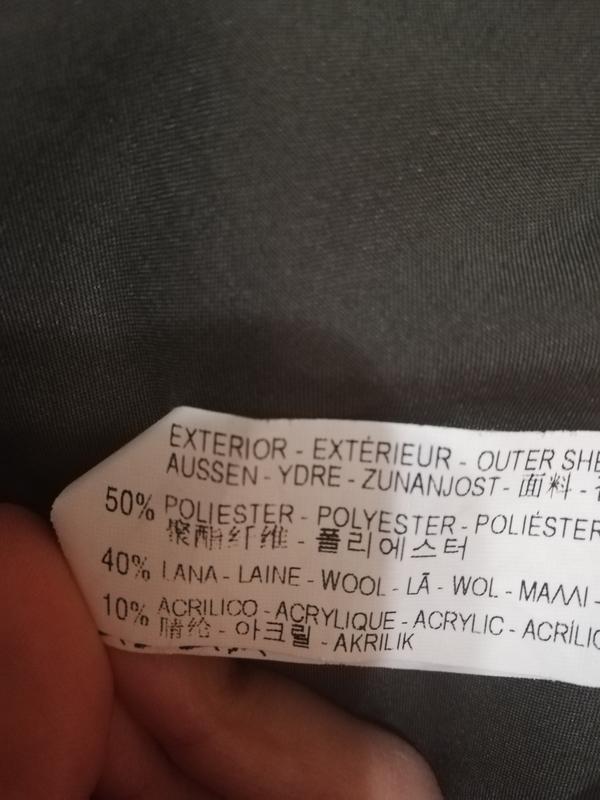 EXTERIOR - EXTÉRIEUR - OUTER SHE
AUSSEN - YDRE - ZUNANJOST - 面料 -
50% POLIESTER - POLYESTER - POLIÉSTER
聚酯纤维 - 폴리에스터
40% LANA - LAINE - WOOL - LÃ - WOL - ΜΑΛΛΙ -
10% ACRILICO - ACRYLIQUE - ACRYLIC - ACRÍLIC
腈纶 - 아크릴 - AKRILIK